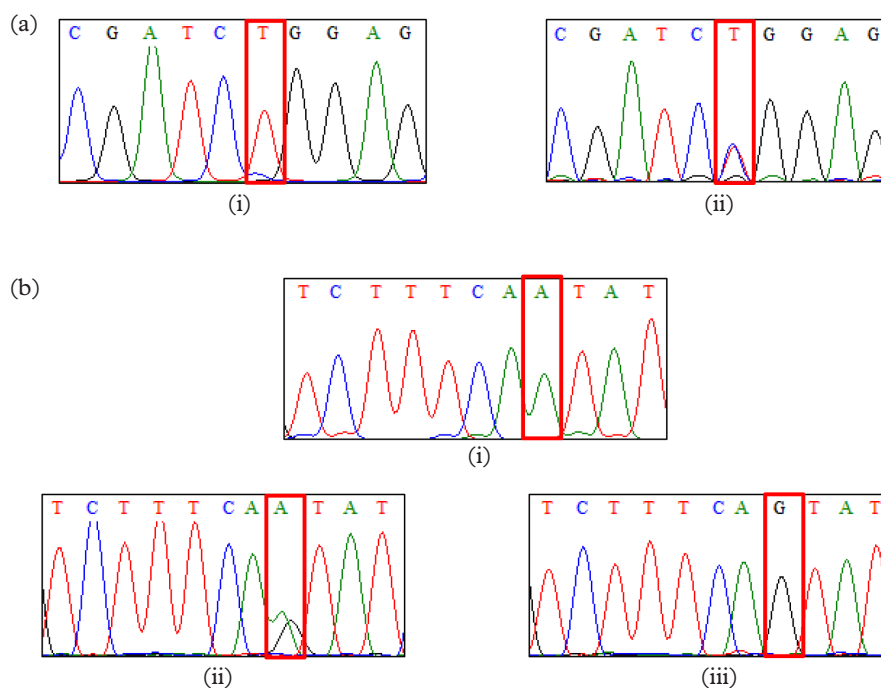 (a)
C G A T C T G G A G
(i)
C G A T C T G G A G
(ii)
(b)
T C T T T C A A T A T
(i)
T C T T T C A A T A T
(ii)
T C T T T C A G T A T
(iii)